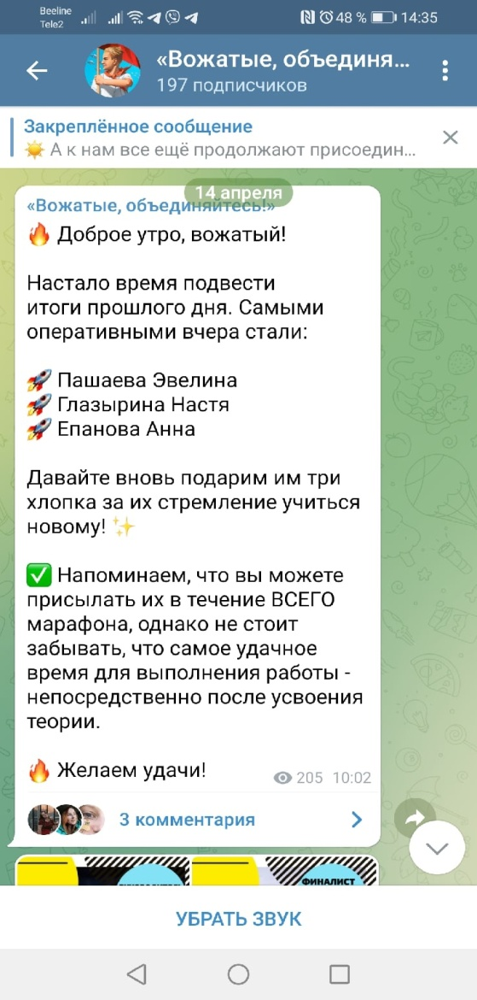 Beeline
Tele2
48 %
14:35
«Вожатые, объединя...
197 подписчиков
Закреплённое сообщение
☀️ А к нам все ещё продолжают присоедин...
14 апреля
«Вожатые, объединяйтесь!»
🔥 Доброе утро, вожатый!
Настало время подвести
итоги прошлого дня. Самыми
оперативными вчера стали:
🚀 Пашаева Эвелина
🚀 Глазырина Настя
🚀 Епанова Анна
Давайте вновь подарим им три
хлопка за их стремление учиться
новому! ✨
✅ Напоминаем, что вы можете
присылать их в течение ВСЕГО
марафона, однако не стоит
забывать, что самое удачное
время для выполнения работы -
непосредственно после усвоения
теории.
🔥 Желаем удачи!
205 10:02
3 комментария
ФИНАЛИСТ
УБРАТЬ ЗВУК